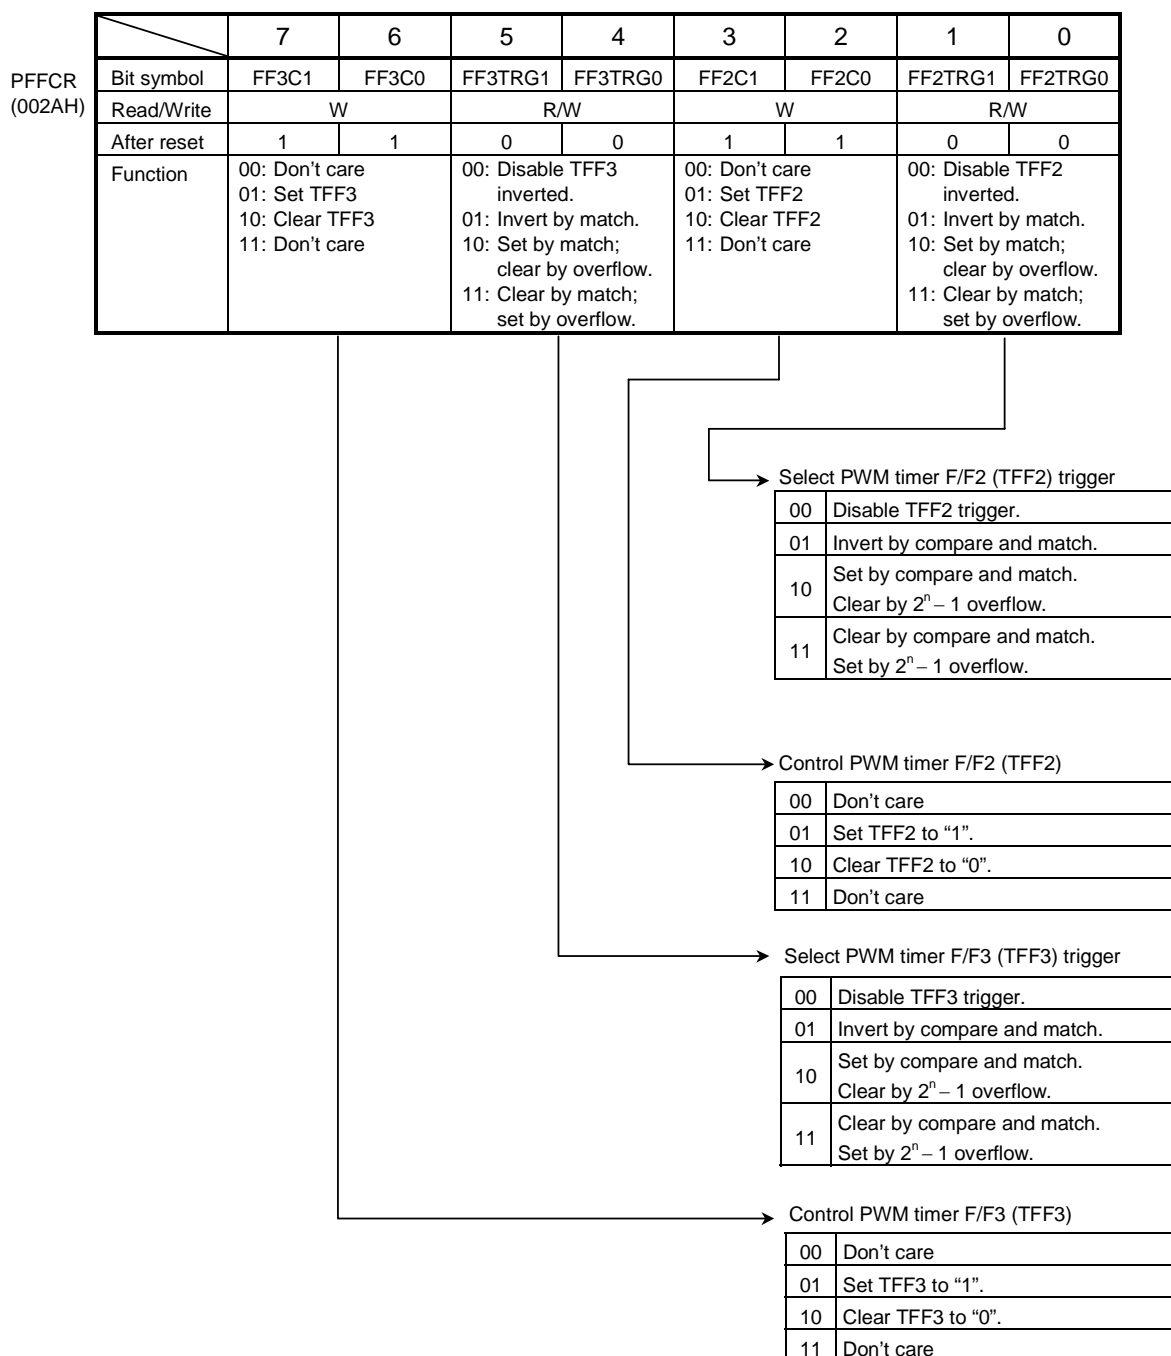 7 6 5 4 3 2 1 0
PFFCR
(002AH)
Bit symbol FF3C1 FF3C0 FF3TRG1 FF3TRG0 FF2C1 FF2C0 FF2TRG1 FF2TRG0
Read/Write W R/W W R/W
After reset 1 1 0 0 1 1 0 0
Function
00: Don't care
01: Set TFF3
10: Clear TFF3
11: Don't care
00: Disable TFF3
inverted.
01: Invert by match.
10: Set by match;
clear by overflow.
11: Clear by match;
set by overflow.
00: Don't care
01: Set TFF2
10: Clear TFF2
11: Don't care
00: Disable TFF2
inverted.
01: Invert by match.
10: Set by match;
clear by overflow.
11: Clear by match;
set by overflow.
Select PWM timer F/F2 (TFF2) trigger
00 Disable TFF2 trigger.
01 Invert by compare and match.
10 Set by compare and match.
Clear by 2ⁿ – 1 overflow.
11 Clear by compare and match.
Set by 2ⁿ – 1 overflow.
Control PWM timer F/F2 (TFF2)
00 Don't care
01 Set TFF2 to “1”.
10 Clear TFF2 to “0”.
11 Don't care
Select PWM timer F/F3 (TFF3) trigger
00 Disable TFF3 trigger.
01 Invert by compare and match.
10 Set by compare and match.
Clear by 2ⁿ – 1 overflow.
11 Clear by compare and match.
Set by 2ⁿ – 1 overflow.
Control PWM timer F/F3 (TFF3)
00 Don't care
01 Set TFF3 to “1”.
10 Clear TFF3 to “0”.
11 Don't care